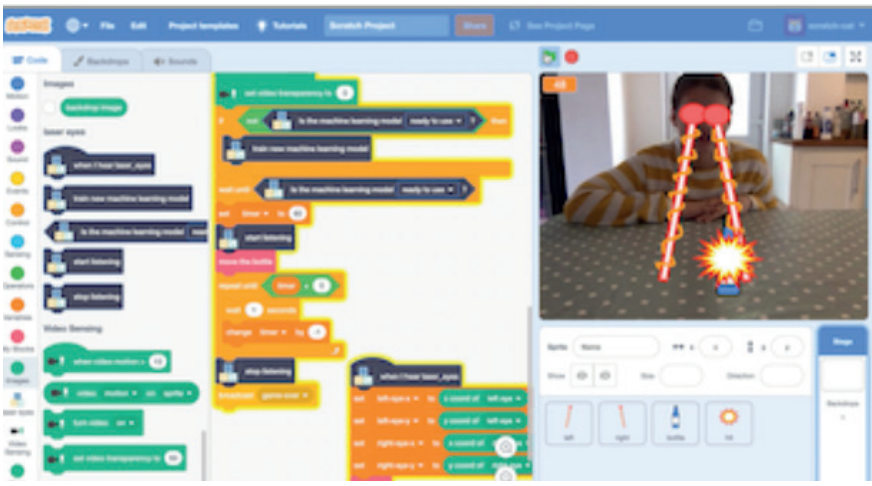 File Edit Project templates Tutorials Scratch Project Share See Project Page scratch-cat
Code Backdrops Sounds
Motion
Looks
Sound
Events
Control
Sensing
Operators
Variables
My Blocks
Images
laser eyes
Video Sensing
Images
backdrop image
laser eyes
when I hear laser_eyes
train new machine learning model
Is the machine learning model
start listening
stop listening
Video Sensing
when video motion > 10
video motion on sprite
turn video on
set video transparency to 50
set video transparency to 0
if not Is the machine learning model ready to use ? then
train new machine learning model
wait until Is the machine learning model ready to use ?
set timer to
start listening
move the bottle
repeat until timer
wait 1 seconds
change timer by -1
stop listening
broadcast game-over
when I hear laser_eyes
set left-eye-x to x coord of left eye
set left-eye-y to y coord of left eye
set right-eye-x to x coord of
set right-eye-y to y coord of
Sprite Name x y
Show Size Direction
left right bottle hit
Stage
Backdrops